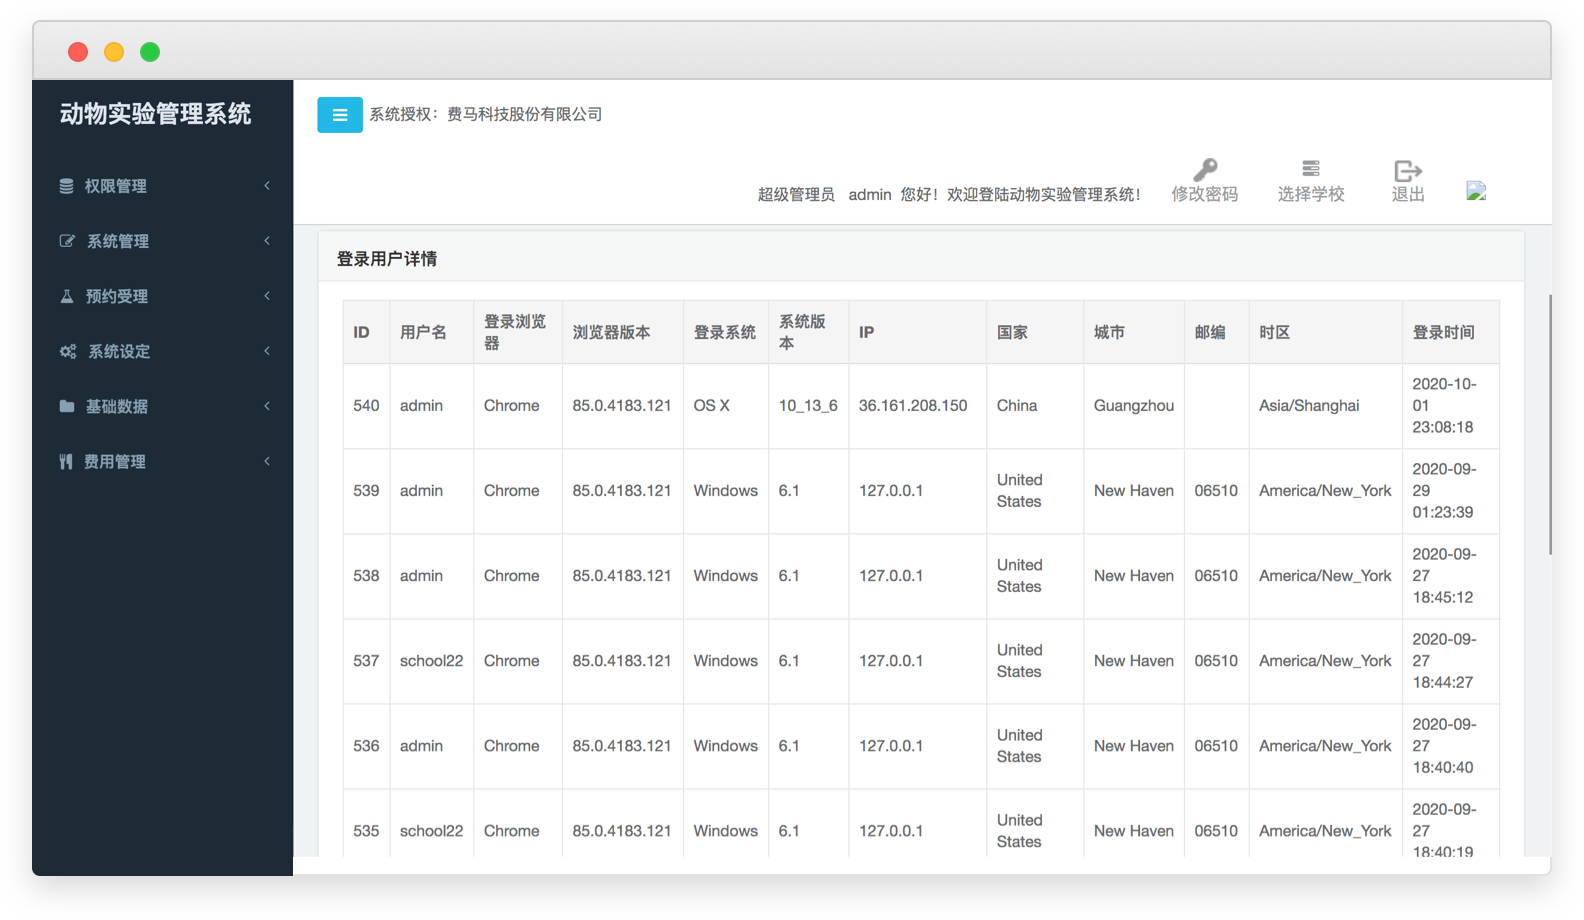 动物实验管理系统
系统授权：费马科技股份有限公司
超级管理员 admin 您好！欢迎登陆动物实验管理系统！
修改密码
选择学校
退出
权限管理
系统管理
预约受理
系统设定
基础数据
费用管理
登录用户详情
ID 用户名 登录浏览器 浏览器版本 登录系统 系统版本 IP 国家 城市 邮编 时区 登录时间
540 admin Chrome 85.0.4183.121 OS X 10_13_6 36.161.208.150 China Guangzhou Asia/Shanghai 2020-10-01 23:08:18
539 admin Chrome 85.0.4183.121 Windows 6.1 127.0.0.1 United States New Haven 06510 America/New_York 2020-09-29 01:23:39
538 admin Chrome 85.0.4183.121 Windows 6.1 127.0.0.1 United States New Haven 06510 America/New_York 2020-09-27 18:45:12
537 school22 Chrome 85.0.4183.121 Windows 6.1 127.0.0.1 United States New Haven 06510 America/New_York 2020-09-27 18:44:27
536 admin Chrome 85.0.4183.121 Windows 6.1 127.0.0.1 United States New Haven 06510 America/New_York 2020-09-27 18:40:40
535 school22 Chrome 85.0.4183.121 Windows 6.1 127.0.0.1 United States New Haven 06510 America/New_York 2020-09-27 18:40:19